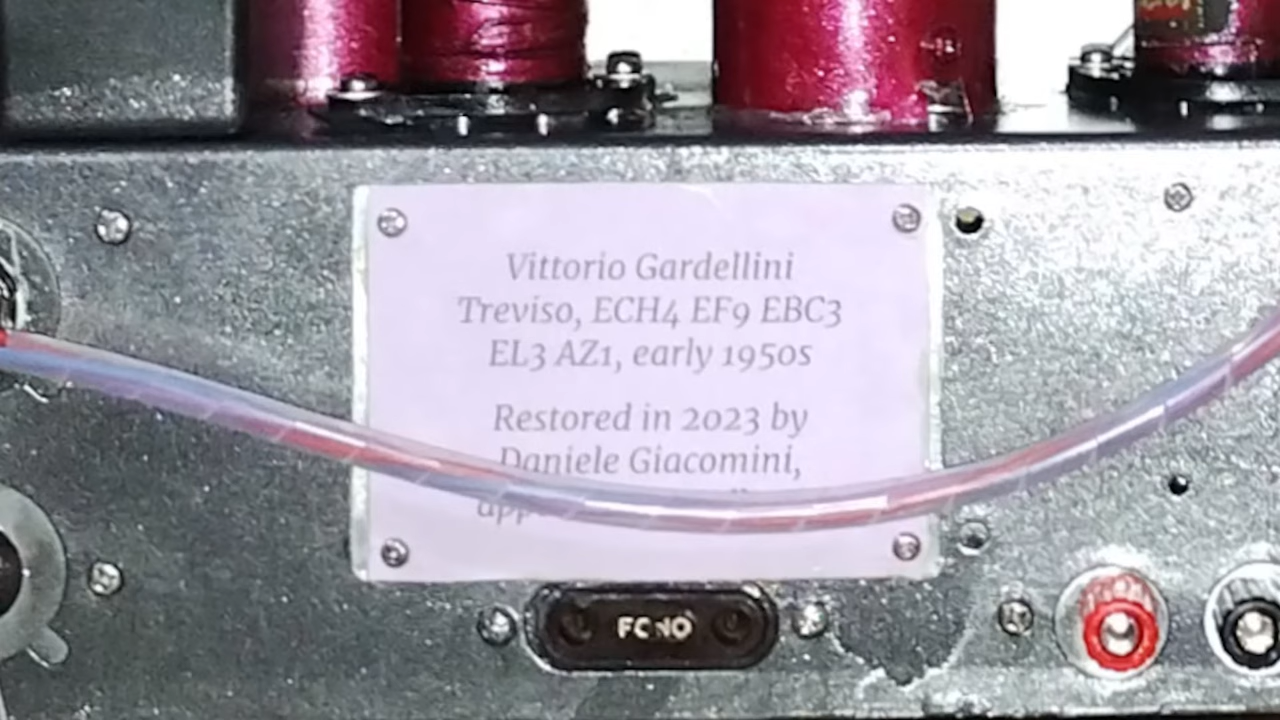 Vittorio Gardellini
Treviso, ECH4 EF9 EBC3
EL3 AZ1, early 1950s
Restored in 2023 by
Daniele Giacomini,
FONO